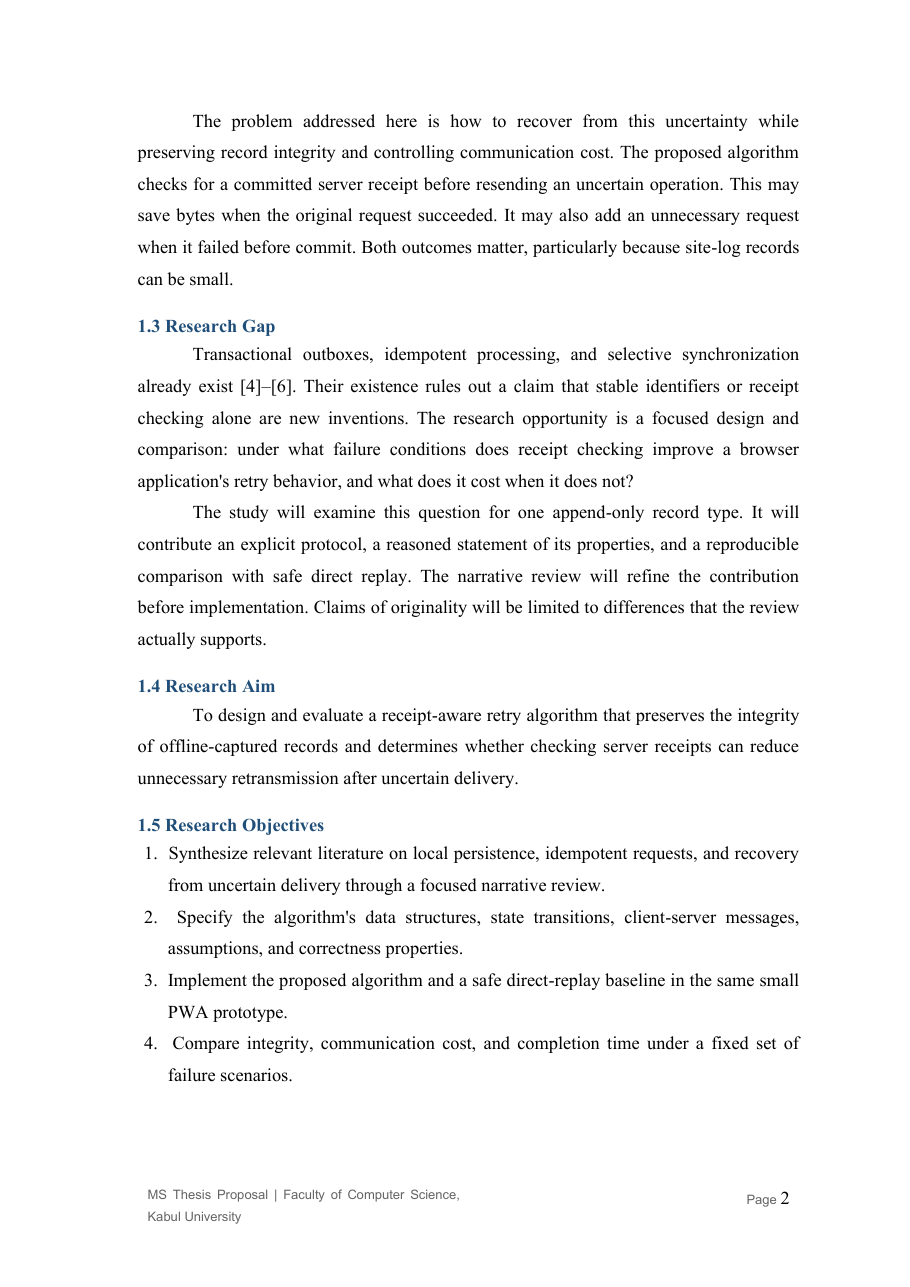 The problem addressed here is how to recover from this uncertainty while
preserving record integrity and controlling communication cost. The proposed algorithm
checks for a committed server receipt before resending an uncertain operation. This may
save bytes when the original request succeeded. It may also add an unnecessary request
when it failed before commit. Both outcomes matter, particularly because site-log records
can be small.
1.3 Research Gap
Transactional outboxes, idempotent processing, and selective synchronization
already exist [4]–[6]. Their existence rules out a claim that stable identifiers or receipt
checking alone are new inventions. The research opportunity is a focused design and
comparison: under what failure conditions does receipt checking improve a browser
application's retry behavior, and what does it cost when it does not?
The study will examine this question for one append-only record type. It will
contribute an explicit protocol, a reasoned statement of its properties, and a reproducible
comparison with safe direct replay. The narrative review will refine the contribution
before implementation. Claims of originality will be limited to differences that the review
actually supports.
1.4 Research Aim
To design and evaluate a receipt-aware retry algorithm that preserves the integrity
of offline-captured records and determines whether checking server receipts can reduce
unnecessary retransmission after uncertain delivery.
1.5 Research Objectives
1. Synthesize relevant literature on local persistence, idempotent requests, and recovery
from uncertain delivery through a focused narrative review.
2. Specify the algorithm's data structures, state transitions, client-server messages,
assumptions, and correctness properties.
3. Implement the proposed algorithm and a safe direct-replay baseline in the same small
PWA prototype.
4. Compare integrity, communication cost, and completion time under a fixed set of
failure scenarios.
MS Thesis Proposal | Faculty of Computer Science,
Kabul University
Page 2